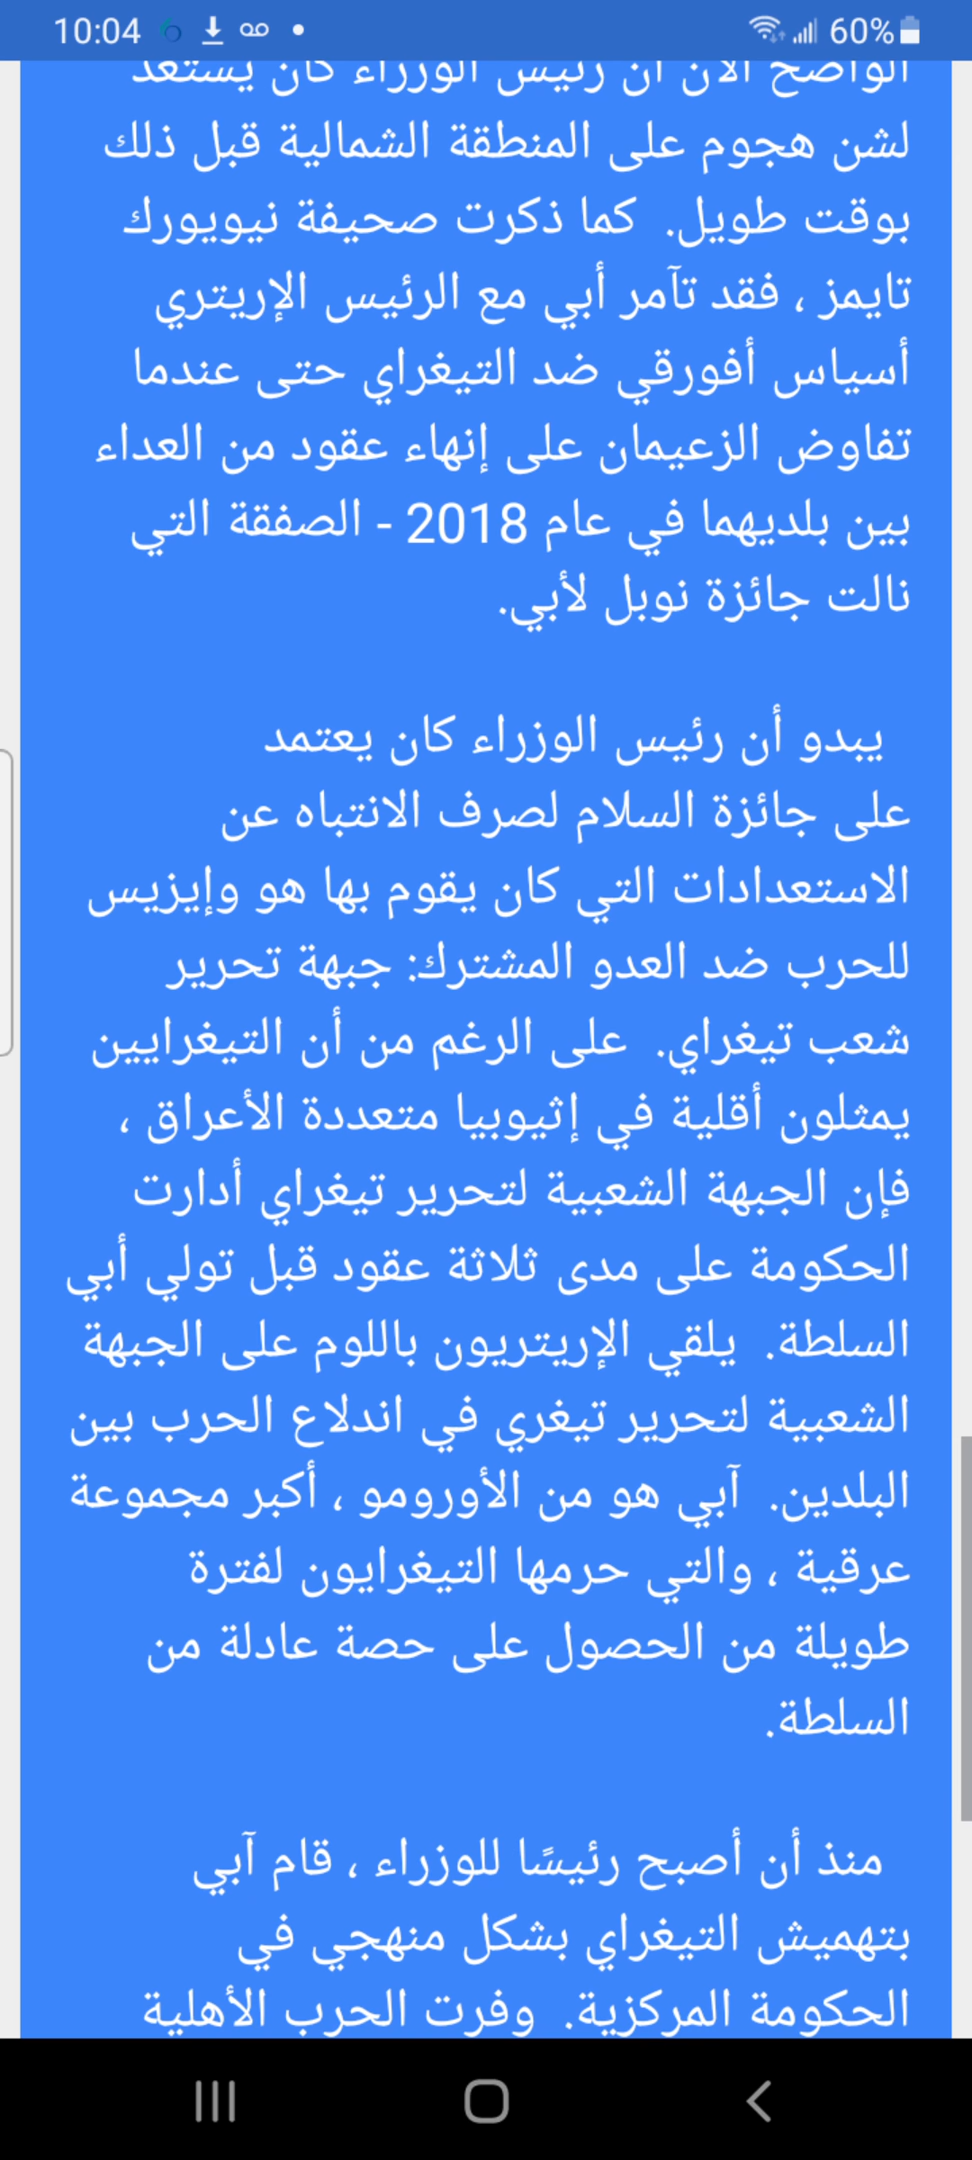 10:04
60%
الواضح الآن أن رئيس الوزراء كان يستعد
لشن هجوم على المنطقة الشمالية قبل ذلك
بوقت طويل. كما ذكرت صحيفة نيويورك
تايمز ، فقد تآمر أبي مع الرئيس الإريتري
أسياس أفورقي ضد التيغراي حتى عندما
تفاوض الزعيمان على إنهاء عقود من العداء
بين بلديهما في عام 2018 - الصفقة التي
نالت جائزة نوبل لأبي.
يبدو أن رئيس الوزراء كان يعتمد
على جائزة السلام لصرف الانتباه عن
الاستعدادات التي كان يقوم بها هو وإيزيس
للحرب ضد العدو المشترك: جبهة تحرير
شعب تيغراي. على الرغم من أن التيغرايين
يمثلون أقلية في إثيوبيا متعددة الأعراق ،
فإن الجبهة الشعبية لتحرير تيغراي أدارت
الحكومة على مدى ثلاثة عقود قبل تولي أبي
السلطة. يلقي الإريتريون باللوم على الجبهة
الشعبية لتحرير تيغري في اندلاع الحرب بين
البلدين. آبي هو من الأورومو ، أكبر مجموعة
عرقية ، والتي حرمها التيغرايون لفترة
طويلة من الحصول على حصة عادلة من
السلطة.
منذ أن أصبح رئيسًا للوزراء ، قام آبي
بتهميش التيغراي بشكل منهجي في
الحكومة المركزية. وفرت الحرب الأهلية